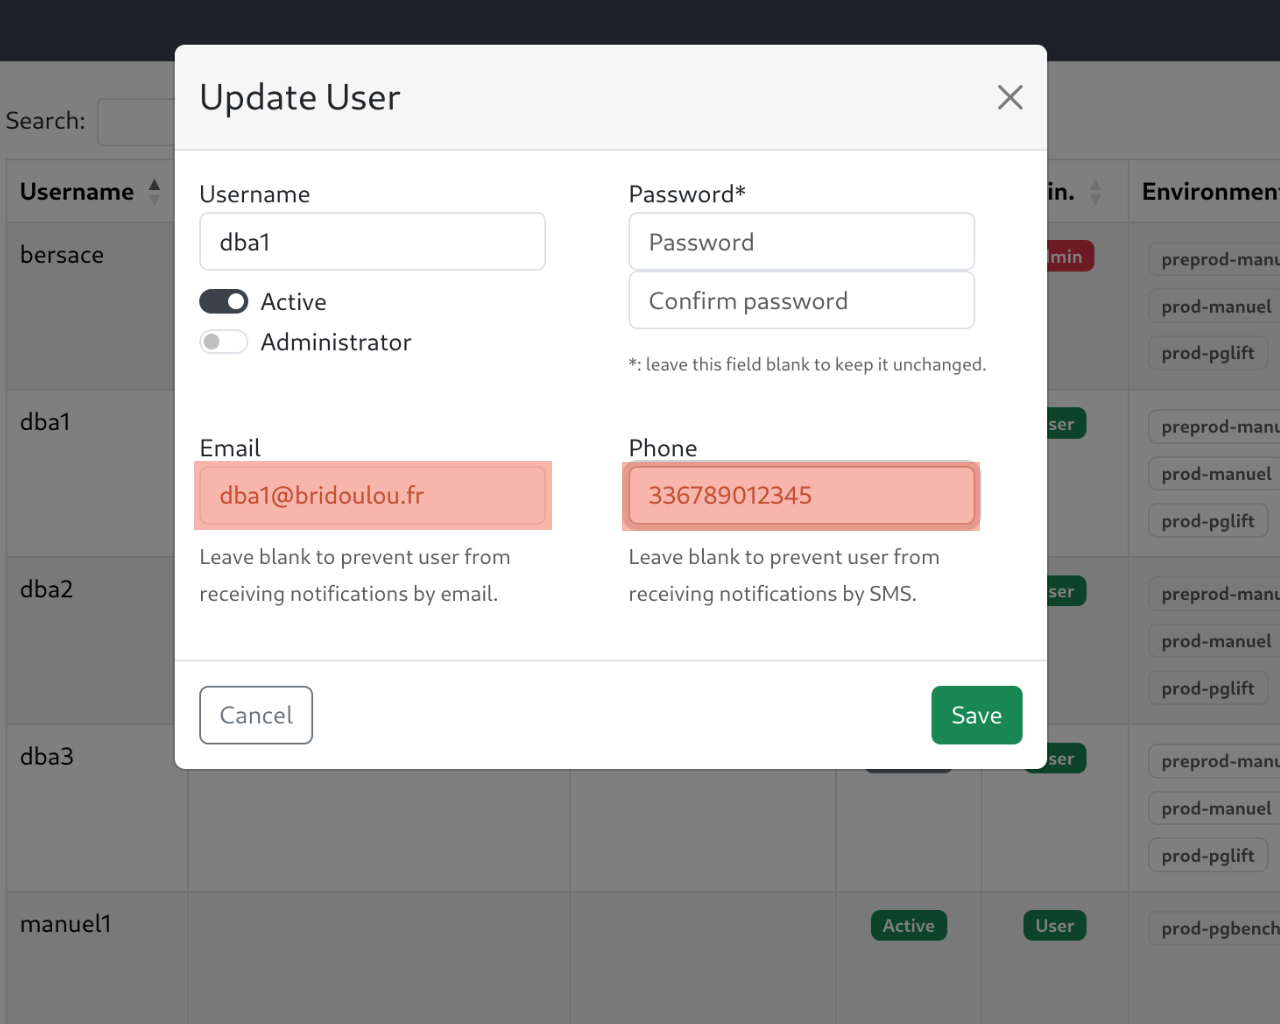 Update User
Search:
Username
in.
Environmen
bersace
dmin
preprod-manu
prod-manuel
prod-pglift
Username
Password*
dba1
Password
Confirm password
Active
Administrator
*: leave this field blank to keep it unchanged.
dba1
ser
preprod-manu
prod-manuel
prod-pglift
Email
Phone
dba1@bridoulou.fr
336789012345
Leave blank to prevent user from
receiving notifications by email.
Leave blank to prevent user from
receiving notifications by SMS.
dba2
ser
preprod-manu
prod-manuel
prod-pglift
Cancel
Save
dba3
ser
preprod-manu
prod-manuel
prod-pglift
manuel1
Active
User
prod-pgbench